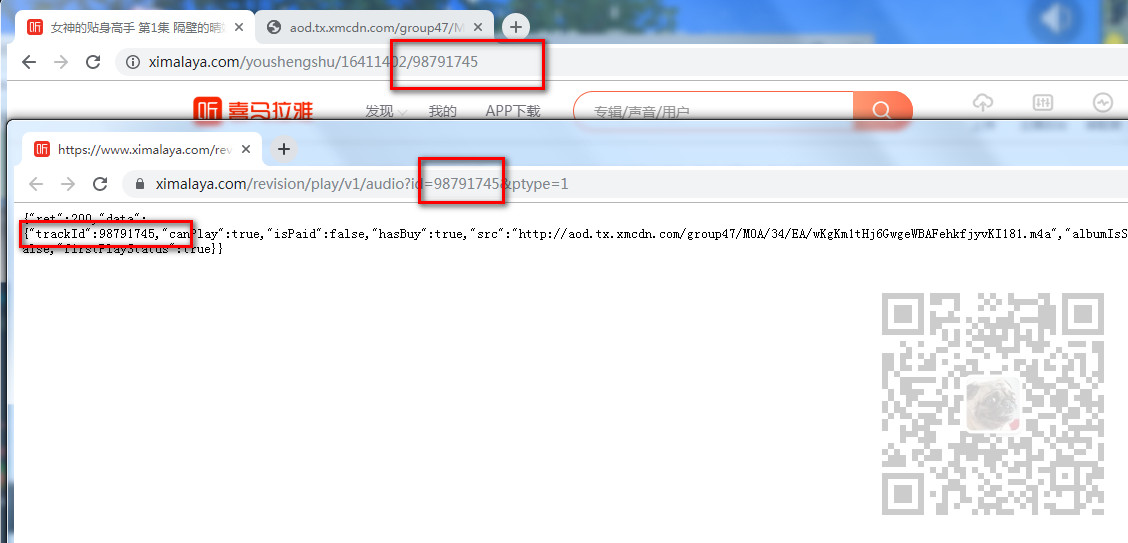 女神的贴身高手 第1集 隔壁的
aod.tx.xmcdn.com/group47/M
ximalaya.com/youshengshu/16411402/98791745
喜马拉雅
发现
我的
APP下载
专辑/声音/用户
https://www.ximalaya.com/rev
ximalaya.com/revision/play/v1/audio?id=98791745&ptype=1
{"ret":200,"data":
{"trackId":98791745,"canPlay":true,"isPaid":false,"hasBuy":true,"src":"http://aod.tx.xmcdn.com/group47/M0A/34/EA/wKgKm1tHj6GwgeWBAFehkfjyvKI181.m4a","albumIsS
alse,"firstPlayStatus":true}}